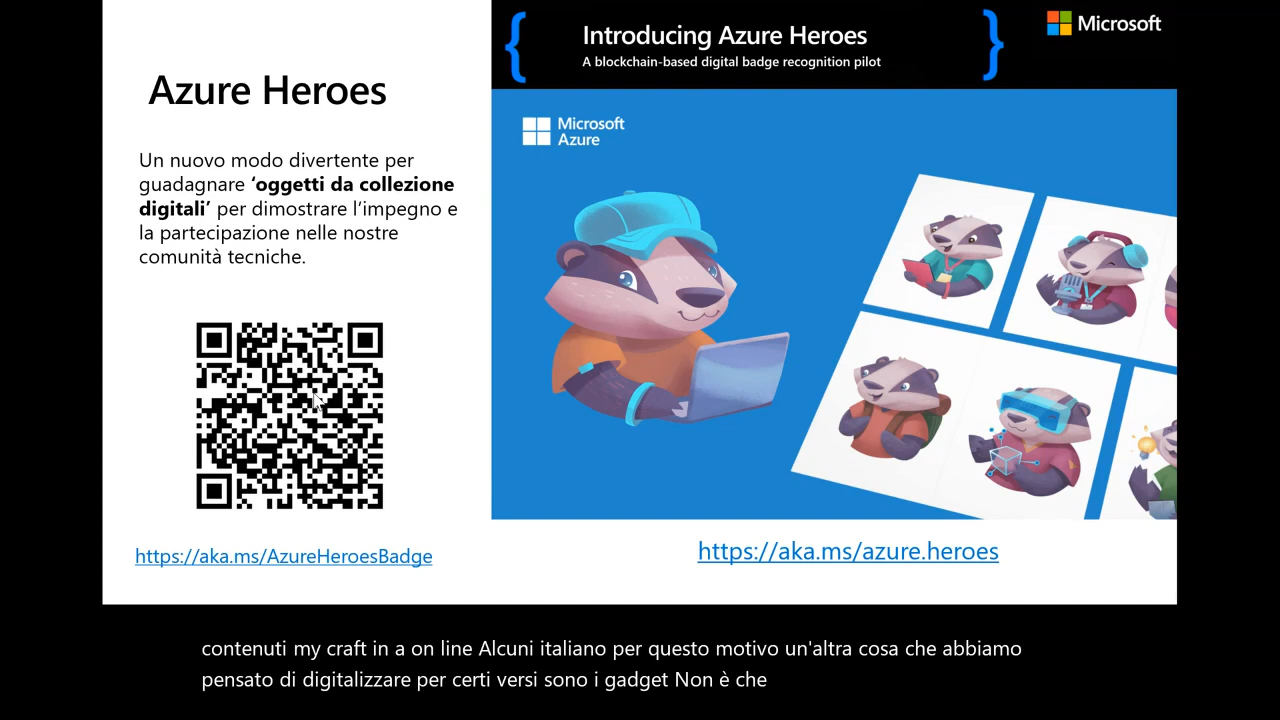 Azure Heroes
Un nuovo modo divertente per
guadagnare ‘oggetti da collezione
digitali’ per dimostrare l’impegno e
la partecipazione nelle nostre
comunità tecniche.
https://aka.ms/AzureHeroesBadge
{ Introducing Azure Heroes }
A blockchain-based digital badge recognition pilot
Microsoft
Microsoft
Azure
https://aka.ms/azure.heroes
contenuti my craft in a on line Alcuni italiano per questo motivo un'altra cosa che abbiamo
pensato di digitalizzare per certi versi sono i gadget Non è che